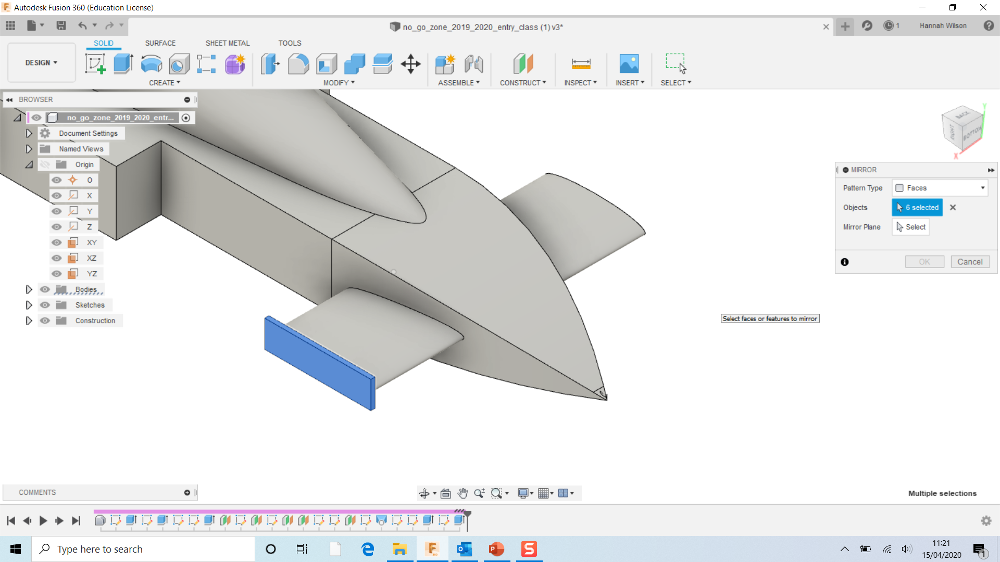 Autodesk Fusion 360 (Education License)
no_go_zone_2019_2020_entry_class (1) v3*
1
Hannah Wilson
SOLID
SURFACE
SHEET METAL
TOOLS
DESIGN
CREATE
MODIFY
ASSEMBLE
CONSTRUCT
INSPECT
INSERT
SELECT
BROWSER
no_go_zone_2019_2020_entr...
Document Settings
Named Views
Origin
O
X
Y
Z
XY
XZ
YZ
Bodies
Sketches
Construction
BACK
RIGHT
BOTTOM
Y
X
MIRROR
Pattern Type
Faces
Objects
6 selected
Mirror Plane
Select
OK
Cancel
Select faces or features to mirror
COMMENTS
Multiple selections
Type here to search
11:21
15/04/2020
1